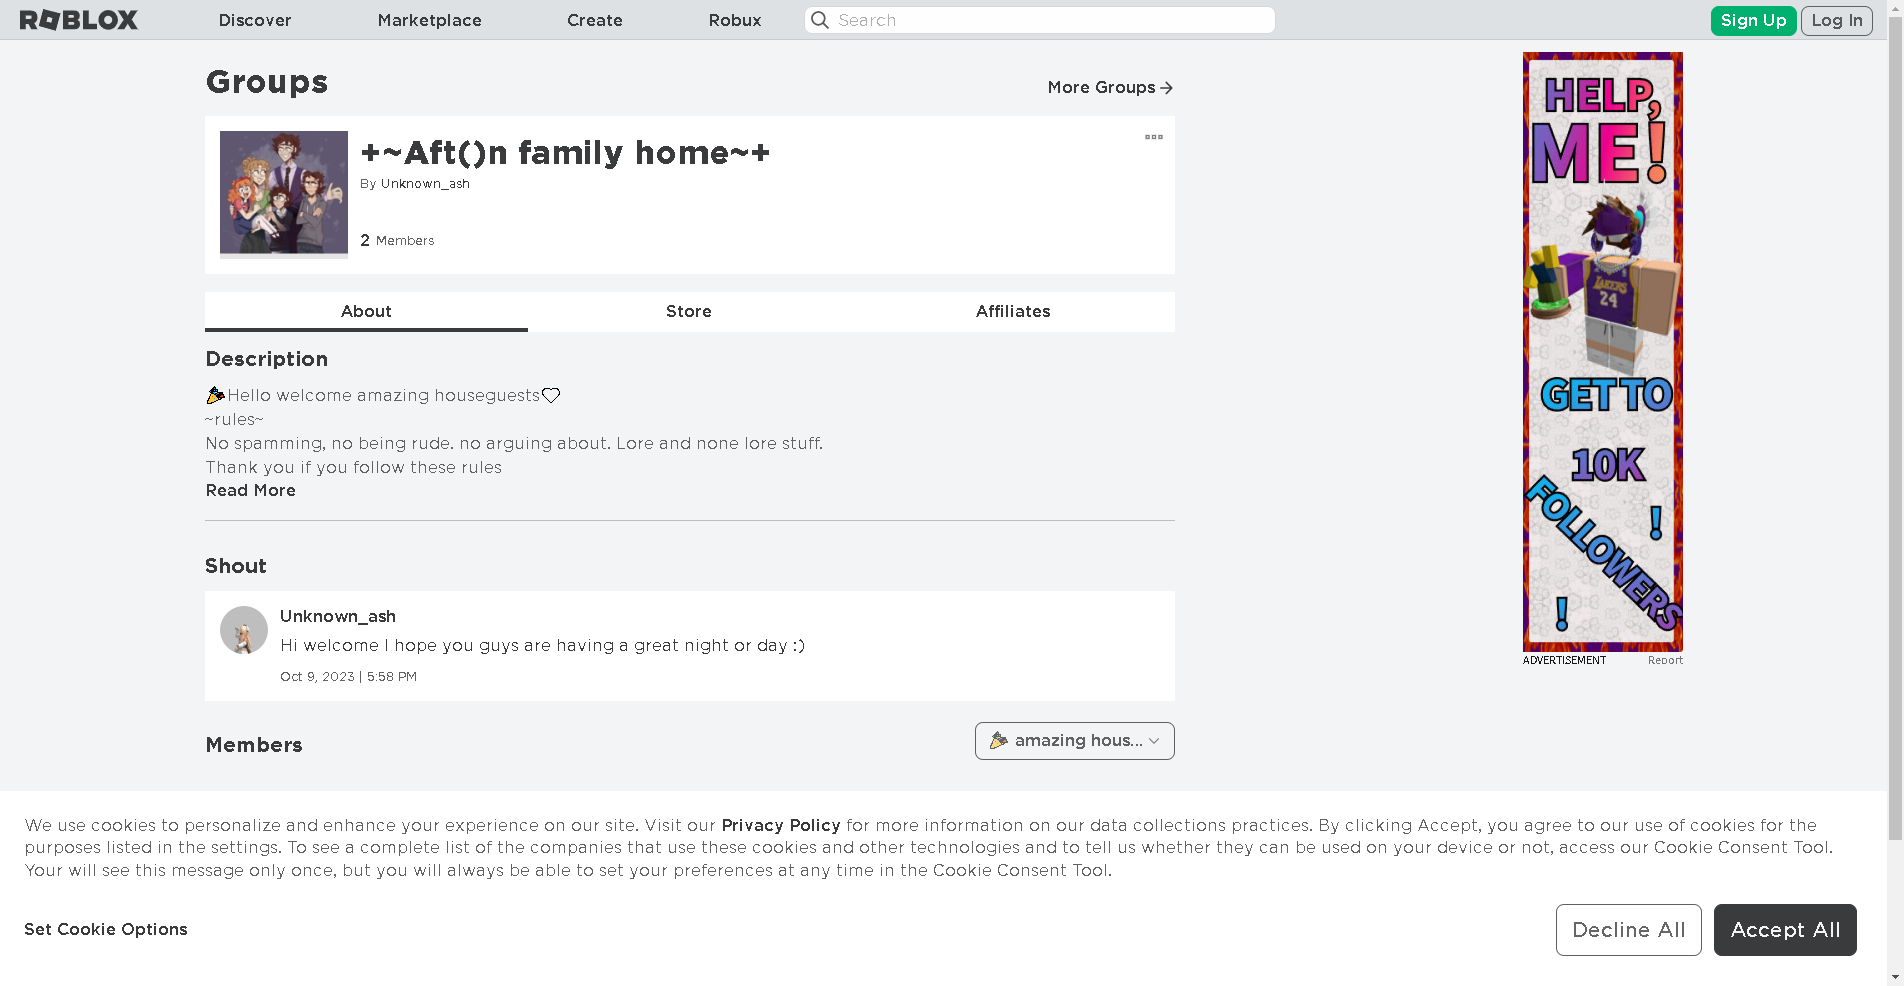 ROBLOX
Discover
Marketplace
Create
Robux
Search
Sign Up
Log In
Groups
More Groups
+~Aft()n family home~+
By Unknown_ash
2 Members
About
Store
Affiliates
Description
🎉Hello welcome amazing houseguests♡
~rules~
No spamming, no being rude. no arguing about. Lore and none lore stuff.
Thank you if you follow these rules
Read More
Shout
Unknown_ash
Hi welcome I hope you guys are having a great night or day :)
Oct 9, 2023 | 5:58 PM
Members
🎉 amazing hous...
HELP,
ME!
LAKERS
24
GET TO
10K
FOLLOWERS
!
!
ADVERTISEMENT
Report
We use cookies to personalize and enhance your experience on our site. Visit our Privacy Policy for more information on our data collections practices. By clicking Accept, you agree to our use of cookies for the
purposes listed in the settings. To see a complete list of the companies that use these cookies and other technologies and to tell us whether they can be used on your device or not, access our Cookie Consent Tool.
Your will see this message only once, but you will always be able to set your preferences at any time in the Cookie Consent Tool.
Set Cookie Options
Decline All
Accept All